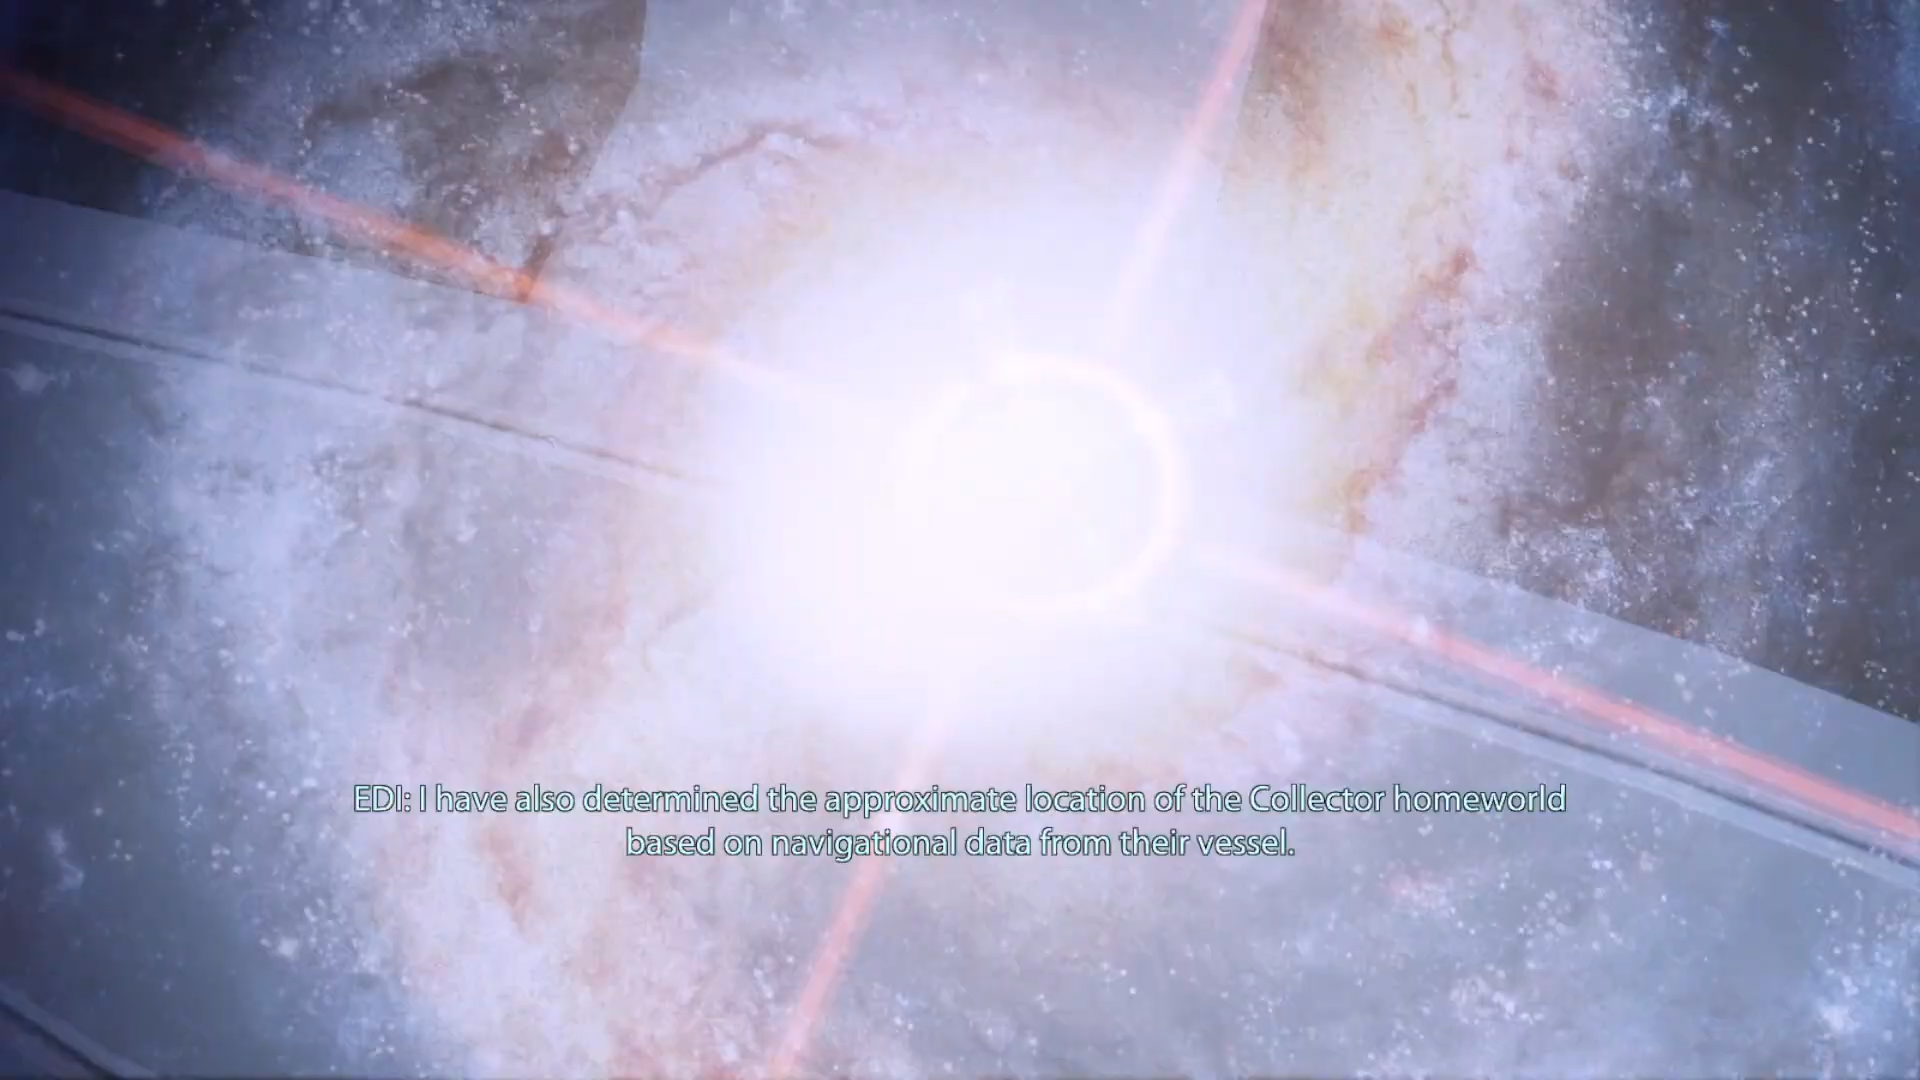 EDI: I have also determined the approximate location of the Collector homeworld
based on navigational data from their vessel.